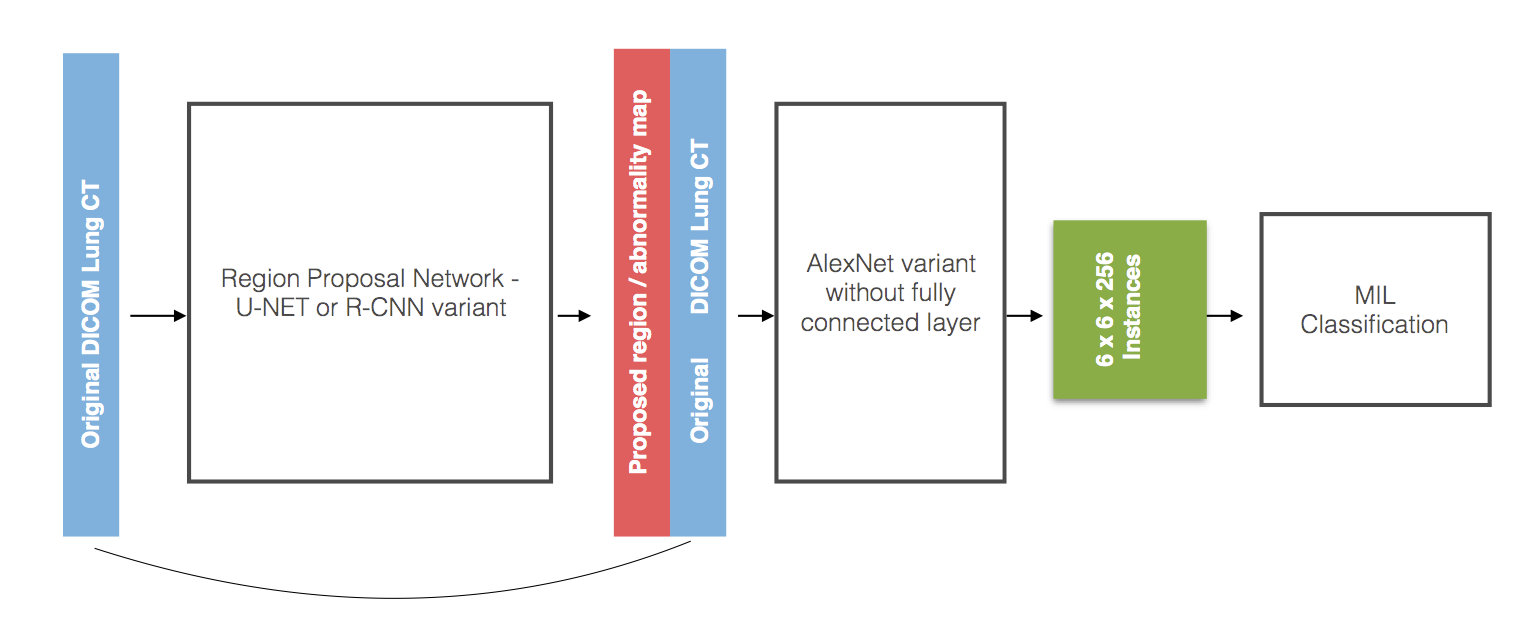 Original DICOM Lung CT
Region Proposal Network -
U-NET or R-CNN variant
Proposed region / abnormality map
Original DICOM Lung CT
AlexNet variant
without fully
connected layer
6 x 6 x 256
Instances
MIL
Classification